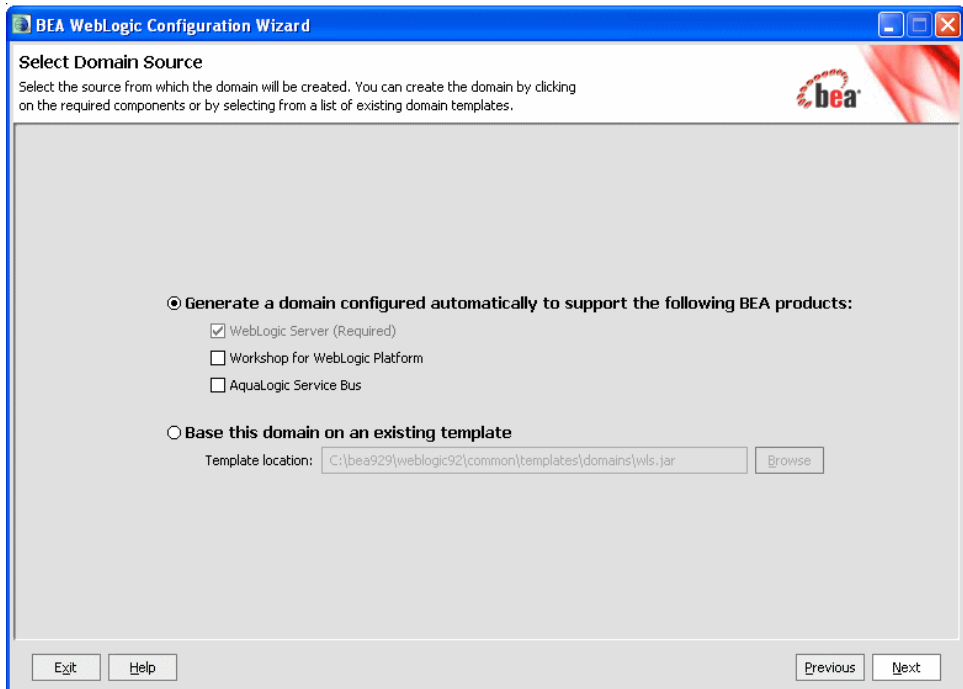 BEA WebLogic Configuration Wizard
Select Domain Source
Select the source from which the domain will be created. You can create the domain by clicking
on the required components or by selecting from a list of existing domain templates.
bea
Generate a domain configured automatically to support the following BEA products:
WebLogic Server (Required)
Workshop for WebLogic Platform
AquaLogic Service Bus
Base this domain on an existing template
Template location: C:\bea929\weblogic92\common\templates\domains\wls.jar Browse
Exit Help Previous Next